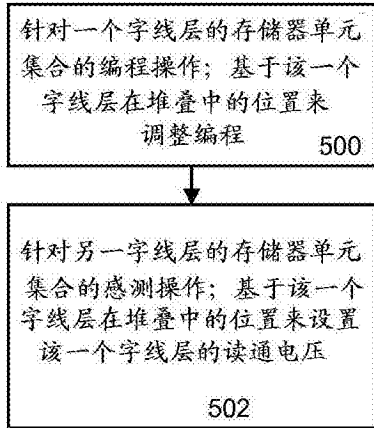 针对一个字线层的存储器单元
集合的编程操作；基于该一个
字线层在堆叠中的位置来
调整编程
500
针对另一字线层的存储器单元
集合的感测操作；基于该一个
字线层在堆叠中的位置来设置
该一个字线层的读通电压
502